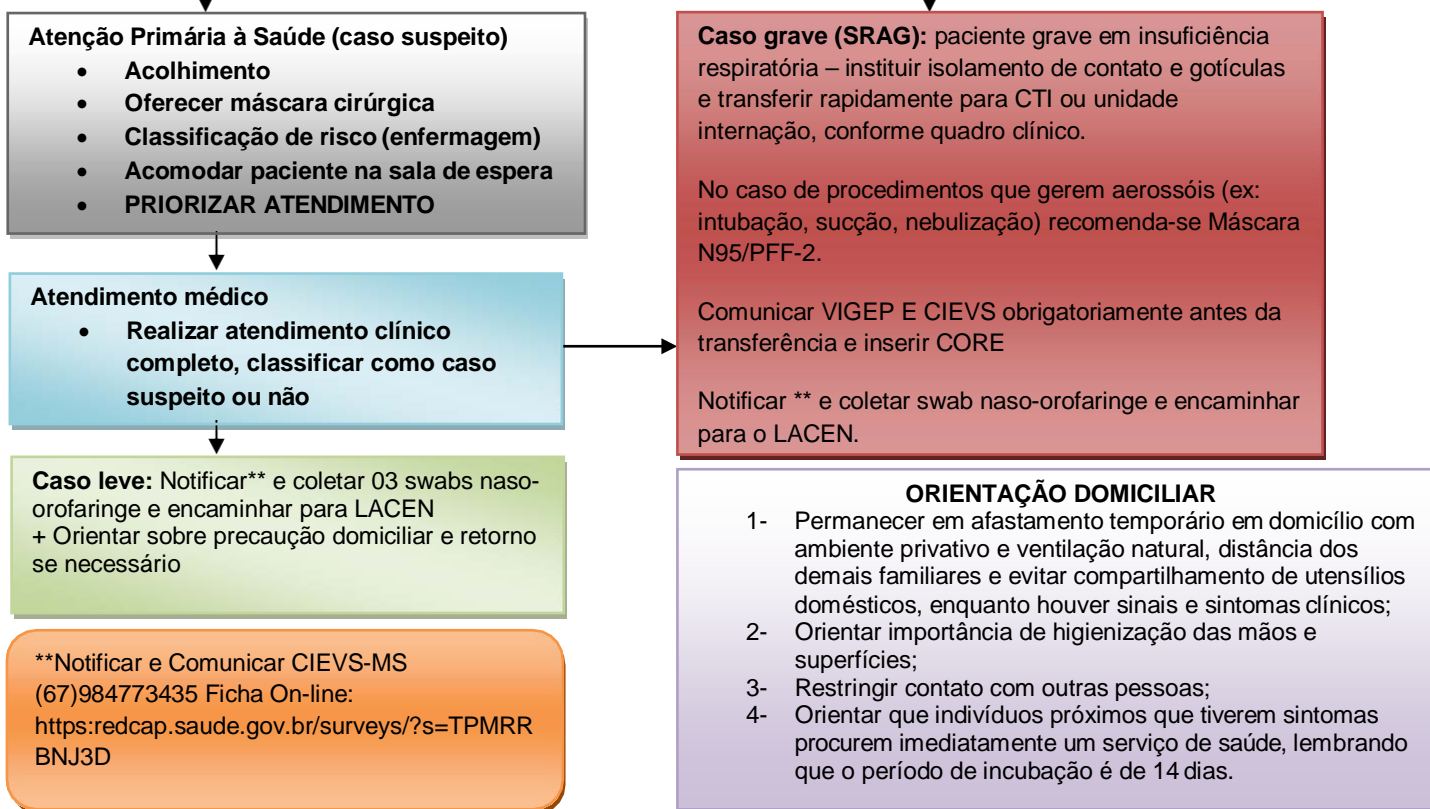 Atenção Primária à Saúde (caso suspeito)
• Acolhimento
• Oferecer máscara cirúrgica
• Classificação de risco (enfermagem)
• Acomodar paciente na sala de espera
• PRIORIZAR ATENDIMENTO
Atendimento médico
• Realizar atendimento clínico
completo, classificar como caso
suspeito ou não
Caso leve: Notificar** e coletar 03 swabs naso-
orofaringe e encaminhar para LACEN
+ Orientar sobre precaução domiciliar e retorno
se necessário
**Notificar e Comunicar CIEVS-MS
(67)984773435 Ficha On-line:
https:redcap.saude.gov.br/surveys/?s=TPMRR
BNJ3D
Caso grave (SRAG): paciente grave em insuficiência
respiratória – instituir isolamento de contato e gotículas
e transferir rapidamente para CTI ou unidade
internação, conforme quadro clínico.
No caso de procedimentos que gerem aerossóis (ex:
intubação, sucção, nebulização) recomenda-se Máscara
N95/PFF-2.
Comunicar VIGEP E CIEVS obrigatoriamente antes da
transferência e inserir CORE
Notificar ** e coletar swab naso-orofaringe e encaminhar
para o LACEN.
ORIENTAÇÃO DOMICILIAR
1- Permanecer em afastamento temporário em domicílio com
ambiente privativo e ventilação natural, distância dos
demais familiares e evitar compartilhamento de utensílios
domésticos, enquanto houver sinais e sintomas clínicos;
2- Orientar importância de higienização das mãos e
superfícies;
3- Restringir contato com outras pessoas;
4- Orientar que indivíduos próximos que tiverem sintomas
procurem imediatamente um serviço de saúde, lembrando
que o período de incubação é de 14 dias.